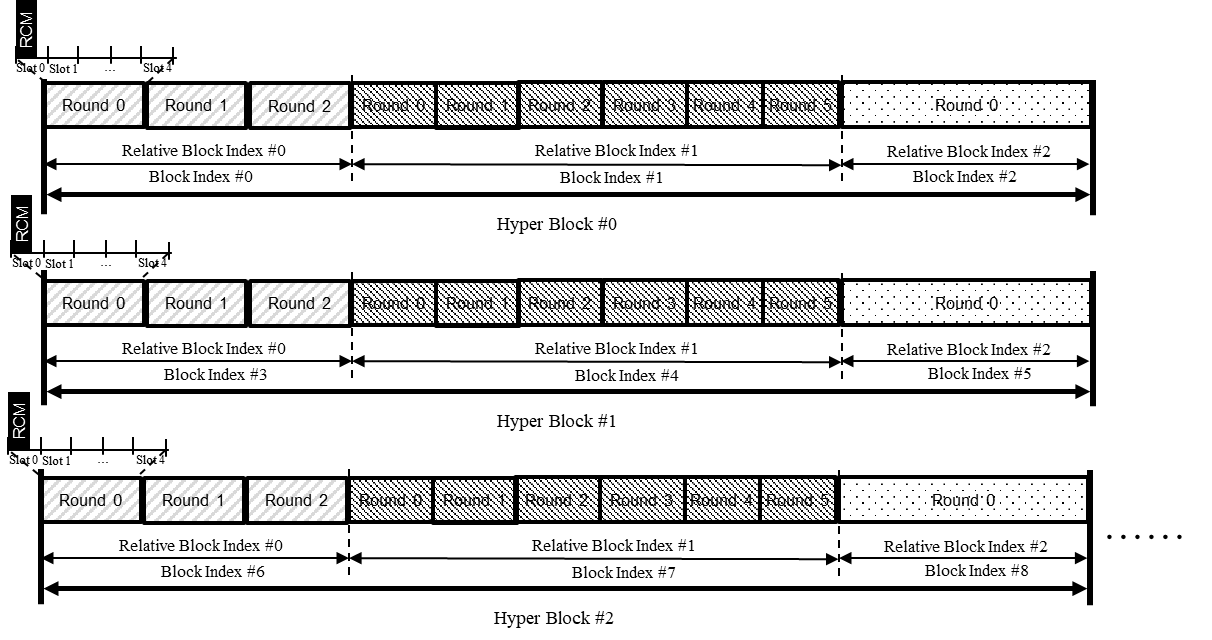 RCM
Slot 0 Slot 1 ... Slot 4
Round 0 Round 1 Round 2 Round 0 Round 1 Round 2 Round 3 Round 4 Round 5 Round 0
Relative Block Index #0 Relative Block Index #1 Relative Block Index #2
Block Index #0 Block Index #1 Block Index #2
Hyper Block #0
RCM
Slot 0 Slot 1 ... Slot 4
Round 0 Round 1 Round 2 Round 0 Round 1 Round 2 Round 3 Round 4 Round 5 Round 0
Relative Block Index #0 Relative Block Index #1 Relative Block Index #2
Block Index #3 Block Index #4 Block Index #5
Hyper Block #1
RCM
Slot 0 Slot 1 ... Slot 4
Round 0 Round 1 Round 2 Round 0 Round 1 Round 2 Round 3 Round 4 Round 5 Round 0
Relative Block Index #0 Relative Block Index #1 Relative Block Index #2 ......
Block Index #6 Block Index #7 Block Index #8
Hyper Block #2